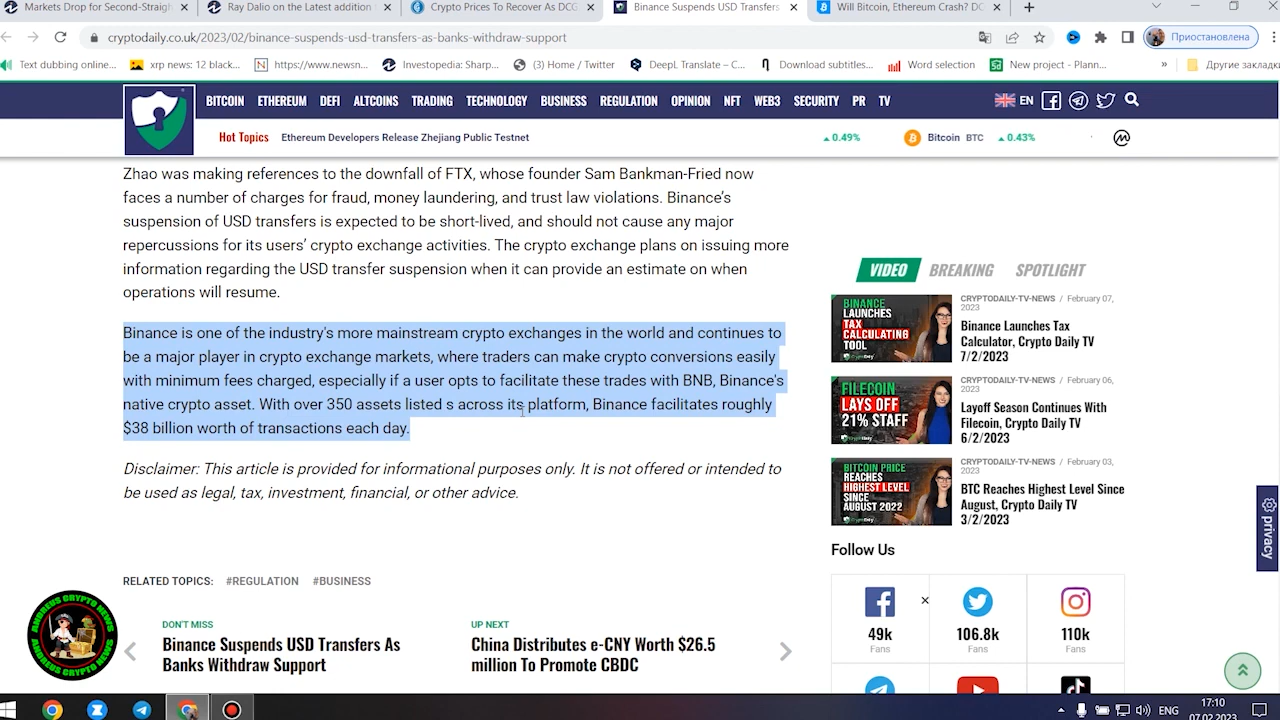 Markets Drop for Second-Straigh
Ray Dalio on the Latest addition
Crypto Prices To Recover As DCG
Binance Suspends USD Transfers
Will Bitcoin, Ethereum Crash? DC
cryptodaily.co.uk/2023/02/binance-suspends-usd-transfers-as-banks-withdraw-support
Приостановлена
Text dubbing online...
xrp news: 12 black...
https://www.newsn...
Investopedia: Sharp...
(3) Home / Twitter
DeepL Translate – C...
Download subtitles...
Word selection
New project - Plann...
»
Другие закладки
BITCOIN
ETHEREUM
DEFI
ALTCOINS
TRADING
TECHNOLOGY
BUSINESS
REGULATION
OPINION
NFT
WEB3
SECURITY
PR
TV
EN
Hot Topics
Ethereum Developers Release Zhejiang Public Testnet
0.49%
Bitcoin BTC
0.43%
Zhao was making references to the downfall of FTX, whose founder Sam Bankman-Fried now
faces a number of charges for fraud, money laundering, and trust law violations. Binance’s
suspension of USD transfers is expected to be short-lived, and should not cause any major
repercussions for its users’ crypto exchange activities. The crypto exchange plans on issuing more
information regarding the USD transfer suspension when it can provide an estimate on when
operations will resume.
Binance is one of the industry's more mainstream crypto exchanges in the world and continues to
be a major player in crypto exchange markets, where traders can make crypto conversions easily
with minimum fees charged, especially if a user opts to facilitate these trades with BNB, Binance's
native crypto asset. With over 350 assets listed s across its platform, Binance facilitates roughly
$38 billion worth of transactions each day.
Disclaimer: This article is provided for informational purposes only. It is not offered or intended to
be used as legal, tax, investment, financial, or other advice.
RELATED TOPICS: #REGULATION #BUSINESS
DON'T MISS
Binance Suspends USD Transfers As
Banks Withdraw Support
UP NEXT
China Distributes e-CNY Worth $26.5
million To Promote CBDC
VIDEO
BREAKING
SPOTLIGHT
BINANCE
LAUNCHES
TAX
CALCULATING
TOOL
CRYPTODAILY-TV-NEWS / February 07,
2023
Binance Launches Tax
Calculator, Crypto Daily TV
7/2/2023
FILECOIN
LAYS OFF
21% STAFF
CRYPTODAILY-TV-NEWS / February 06,
2023
Layoff Season Continues With
Filecoin, Crypto Daily TV
6/2/2023
BITCOIN PRICE
REACHES
HIGHEST LEVEL
SINCE
AUGUST 2022
CRYPTODAILY-TV-NEWS / February 03,
2023
BTC Reaches Highest Level Since
August, Crypto Daily TV
3/2/2023
Follow Us
49k
Fans
106.8k
Fans
110k
Fans
privacy
ANDREUS CRYPTO NEWS
ANDREUS CRYPTO NEWS
ENG
17:10
07.02.2023